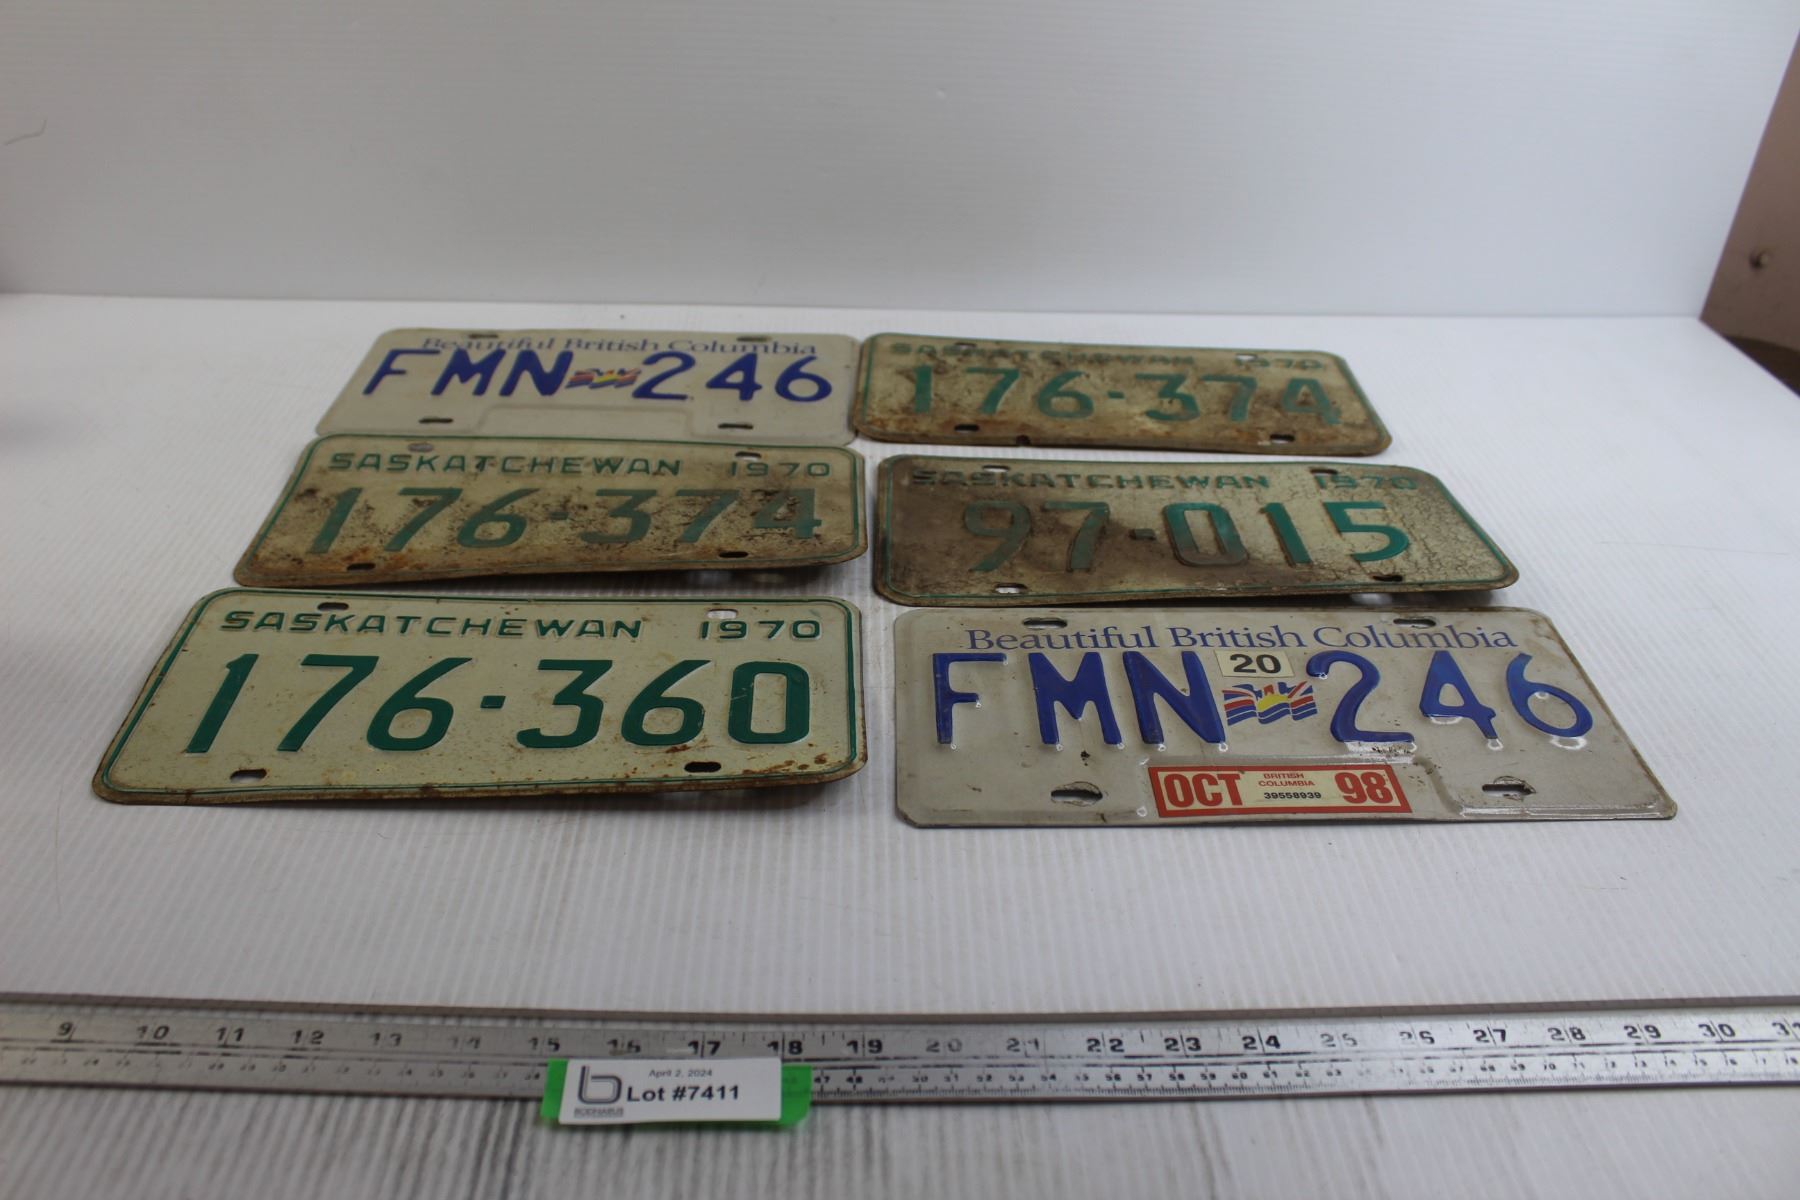 Beautiful British Columbia
FMN 246
SASKATCHEWAN 1970
176-374
SASKATCHEWAN 1970
176-374
SASKATCHEWAN 1970
97-015
SASKATCHEWAN 1970
176-360
Beautiful British Columbia
20
FMN 246
OCT BRITISH COLUMBIA 39558939 98
9 10 11 12 13 14 15 16 17 18 19 20 21 22 23 24 25 26 27 28 29 30 31
April 2, 2024
Lot #7411
BODNARUS